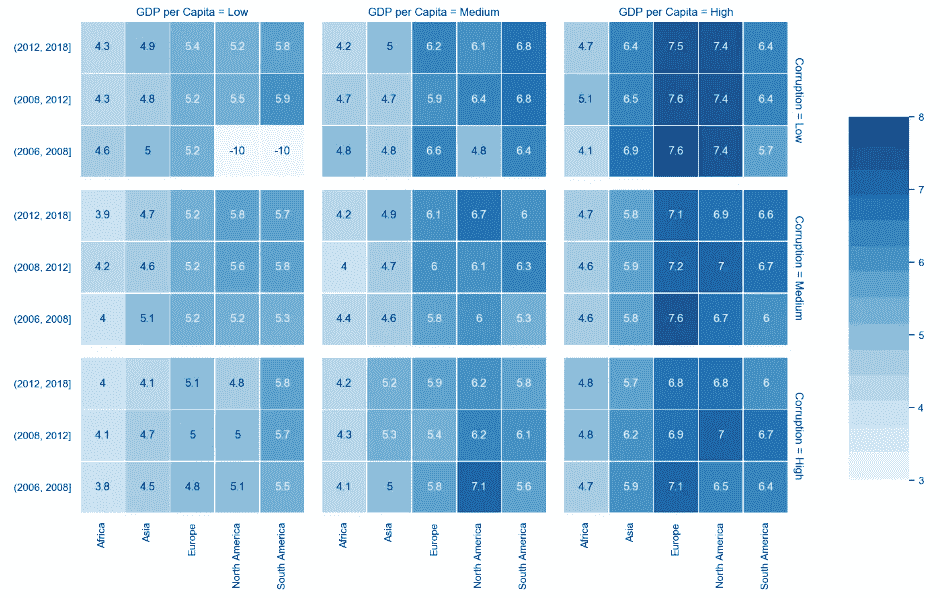 GDP per Capita = Low GDP per Capita = Medium GDP per Capita = High
(2012, 2018] 4.3 4.9 5.4 5.2 5.8 4.2 5 6.2 6.1 6.8 4.7 6.4 7.5 7.4 6.4
(2008, 2012] 4.3 4.8 5.2 5.5 5.9 4.7 4.7 5.9 6.4 6.8 5.1 6.5 7.6 7.4 6.4
(2006, 2008] 4.6 5 5.2 -10 -10 4.8 4.8 6.6 4.8 6.4 4.1 6.9 7.6 7.4 5.7
Corruption = Low
(2012, 2018] 3.9 4.7 5.2 5.8 5.7 4.2 4.9 6.1 6.7 6 4.7 5.8 7.1 6.9 6.6
(2008, 2012] 4.2 4.6 5.2 5.6 5.8 4 4.7 6 6.1 6.3 4.6 5.9 7.2 7 6.7
(2006, 2008] 4 5.1 5.2 5.2 5.3 4.4 4.6 5.8 6 5.3 4.6 5.8 7.6 6.7 6
Corruption = Medium
(2012, 2018] 4 4.1 5.1 4.8 5.8 4.2 5.2 5.9 6.2 5.8 4.8 5.7 6.8 6.8 6
(2008, 2012] 4.1 4.7 5 5 5.7 4.3 5.3 5.4 6.2 6.1 4.8 6.2 6.9 7 6.7
(2006, 2008] 3.8 4.5 4.8 5.1 5.5 4.1 5 5.8 7.1 5.6 4.7 5.9 7.1 6.5 6.4
Corruption = High
Africa Asia Europe North America South America Africa Asia Europe North America South America Africa Asia Europe North America South America
8
7
6
5
4
3